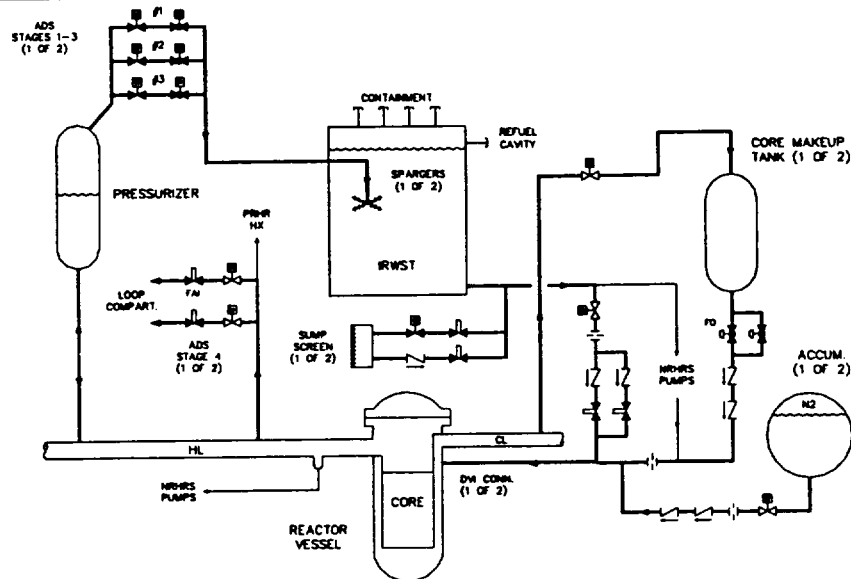 ADS
STAGES 1-3
(1 OF 2)
#1
#2
#3
CONTAINMENT
REFUEL
CAVITY
SPARGERS
(1 OF 2)
IRWST
CORE MAKEUP
TANK (1 OF 2)
PRESSURIZER
PRHR
HX
LOOP
COMPART.
FAI
ADS
STAGE 4
(1 OF 2)
SUMP
SCREEN
(1 OF 2)
NRHRS
PUMPS
FO
ACCUM.
(1 OF 2)
N2
HL
CL
DVI CONN.
(1 OF 2)
CORE
NRHRS
PUMPS
REACTOR
VESSEL